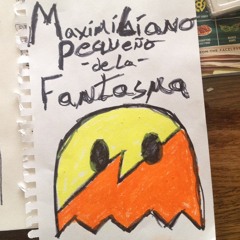 Maximiliano
Pequeño
-de la-
Fantasma